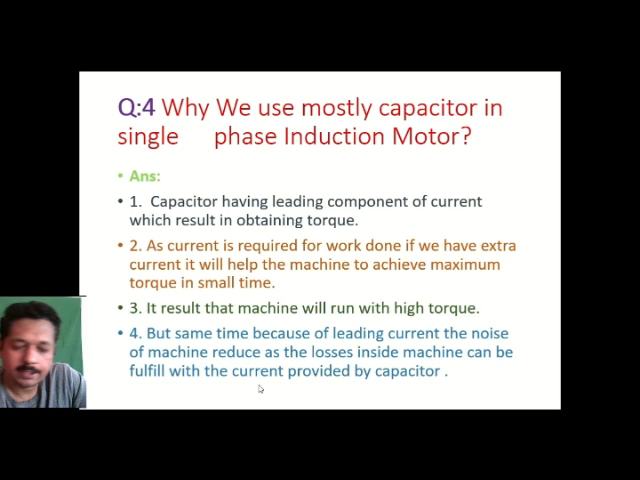 Q:4 Why We use mostly capacitor in
single phase Induction Motor?
• Ans:
• 1. Capacitor having leading component of current
which result in obtaining torque.
• 2. As current is required for work done if we have extra
current it will help the machine to achieve maximum
torque in small time.
• 3. It result that machine will run with high torque.
• 4. But same time because of leading current the noise
of machine reduce as the losses inside machine can be
fulfill with the current provided by capacitor .